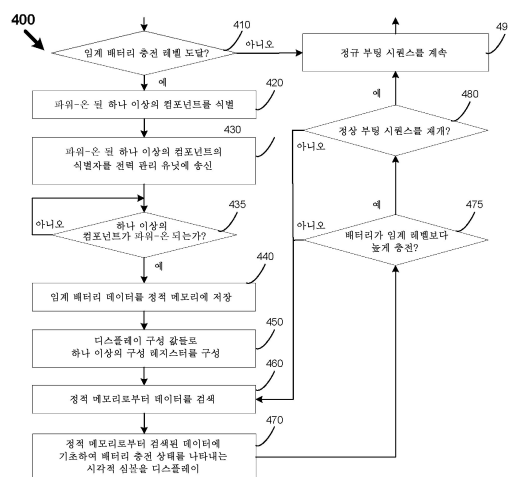 400
410
임계 배터리 충전 레벨 도달?
아니오
예
420
파워-온 될 하나 이상의 컴포넌트를 식별
430
파워-온 될 하나 이상의 컴포넌트의
식별자를 전력 관리 유닛에 송신
435
하나 이상의
컴포넌트가 파워-온 되는가?
아니오
예
440
임계 배터리 데이터를 정적 메모리에 저장
450
디스플레이 구성 값들로
하나 이상의 구성 레지스터를 구성
460
정적 메모리로부터 데이터를 검색
470
정적 메모리로부터 검색된 데이터에
기초하여 배터리 충전 상태를 나타내는
시각적 심볼을 디스플레이
475
배터리가 임계 레벨보다
높게 충전?
아니오
예
480
정상 부팅 시퀀스를 재개?
아니오
예
49
정규 부팅 시퀀스를 계속